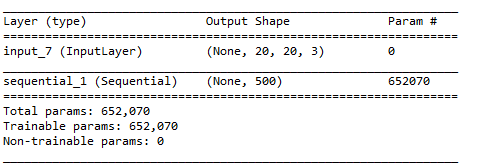 Layer (type) Output Shape Param #
input_7 (InputLayer) (None, 20, 20, 3) 0
sequential_1 (Sequential) (None, 500) 652070
Total params: 652,070
Trainable params: 652,070
Non-trainable params: 0